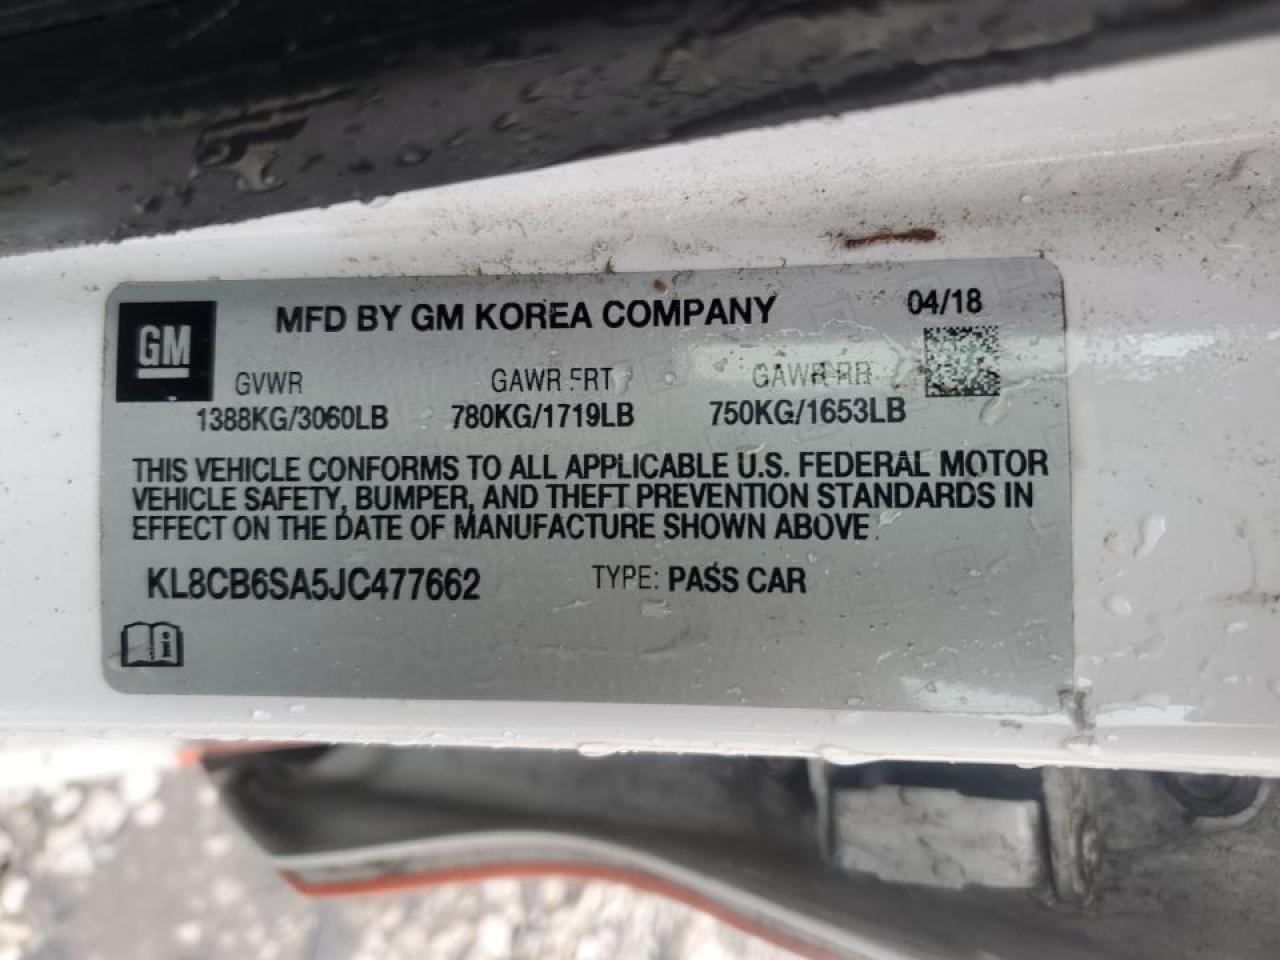 GM
MFD BY GM KOREA COMPANY 04/18
GVWR GAWR FRT GAWR RR
1388KG/3060LB 780KG/1719LB 750KG/1653LB
THIS VEHICLE CONFORMS TO ALL APPLICABLE U.S. FEDERAL MOTOR
VEHICLE SAFETY, BUMPER, AND THEFT PREVENTION STANDARDS IN
EFFECT ON THE DATE OF MANUFACTURE SHOWN ABOVE.
KL8CB6SA5JC477662 TYPE: PASS CAR
i